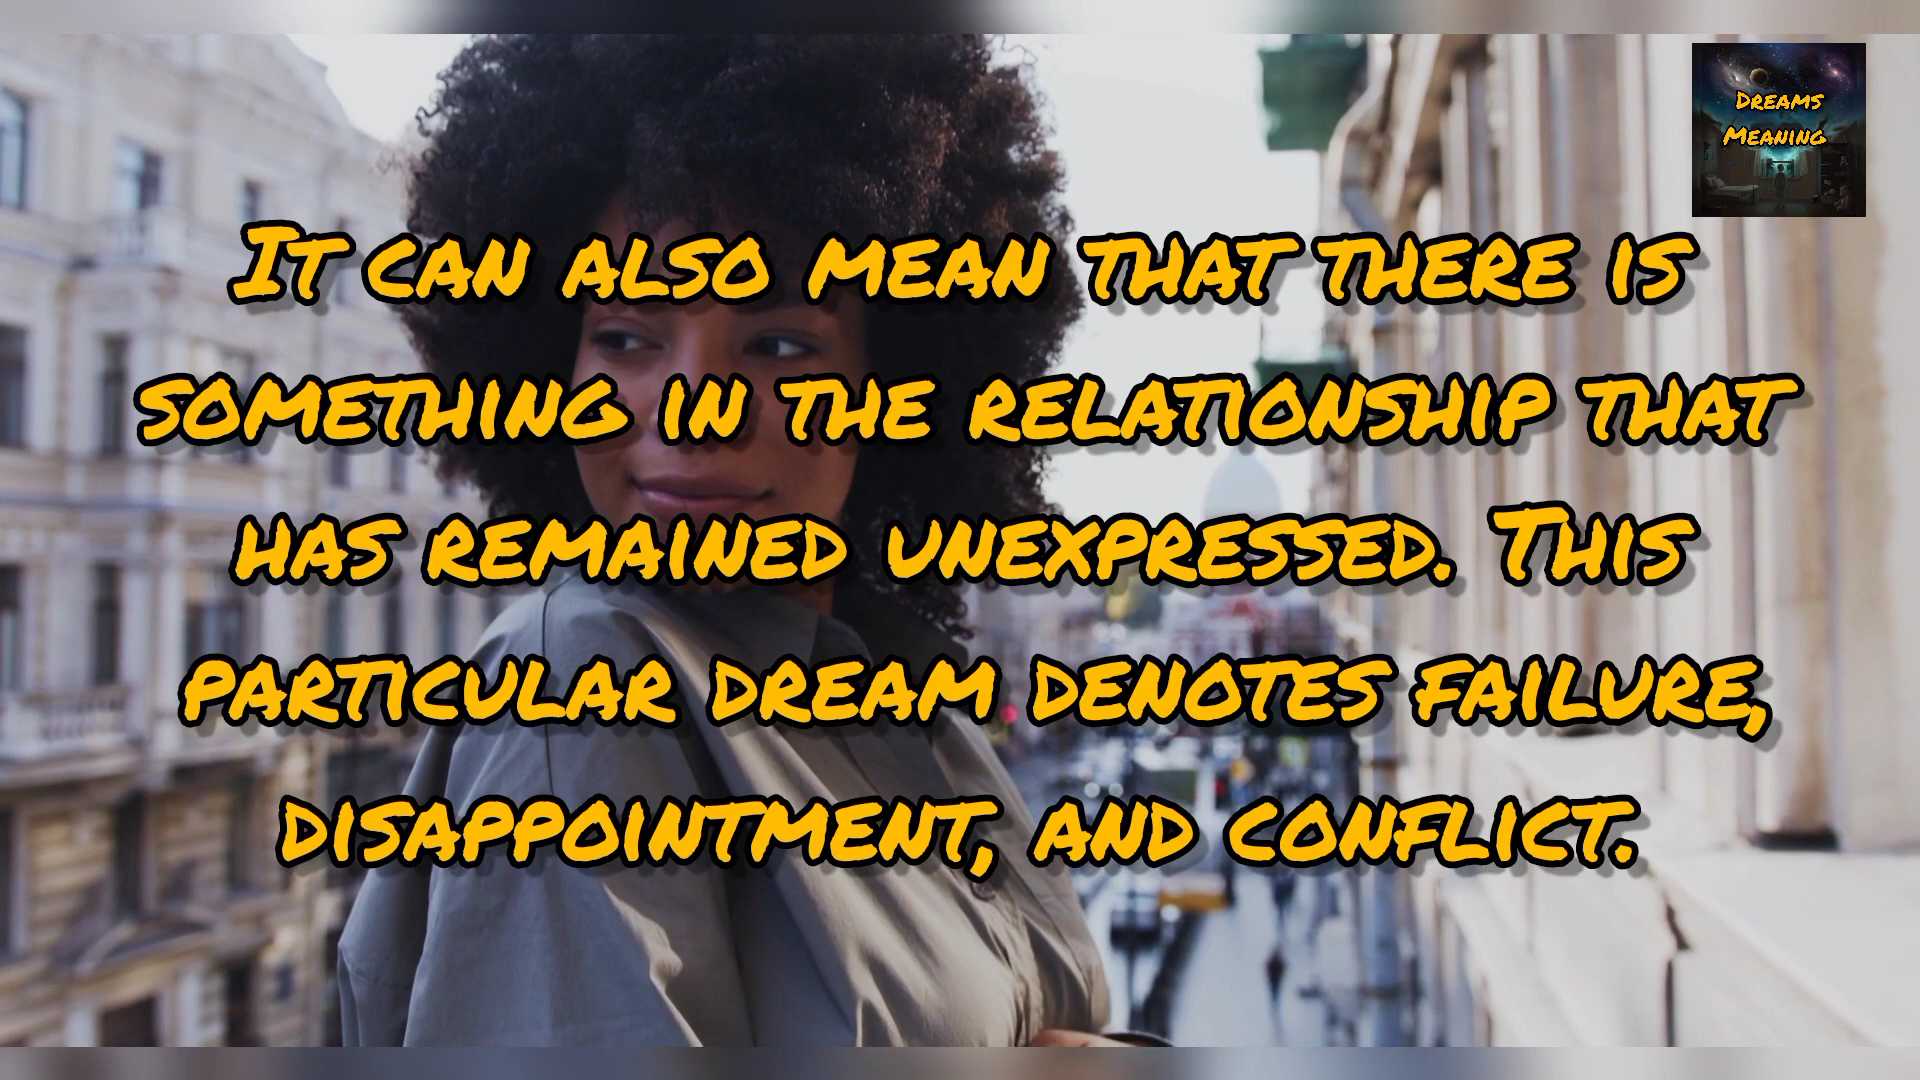 Dreams
Meaning
It can also mean that there is
something in the relationship that
has remained unexpressed. This
particular dream denotes failure,
disappointment, and conflict.